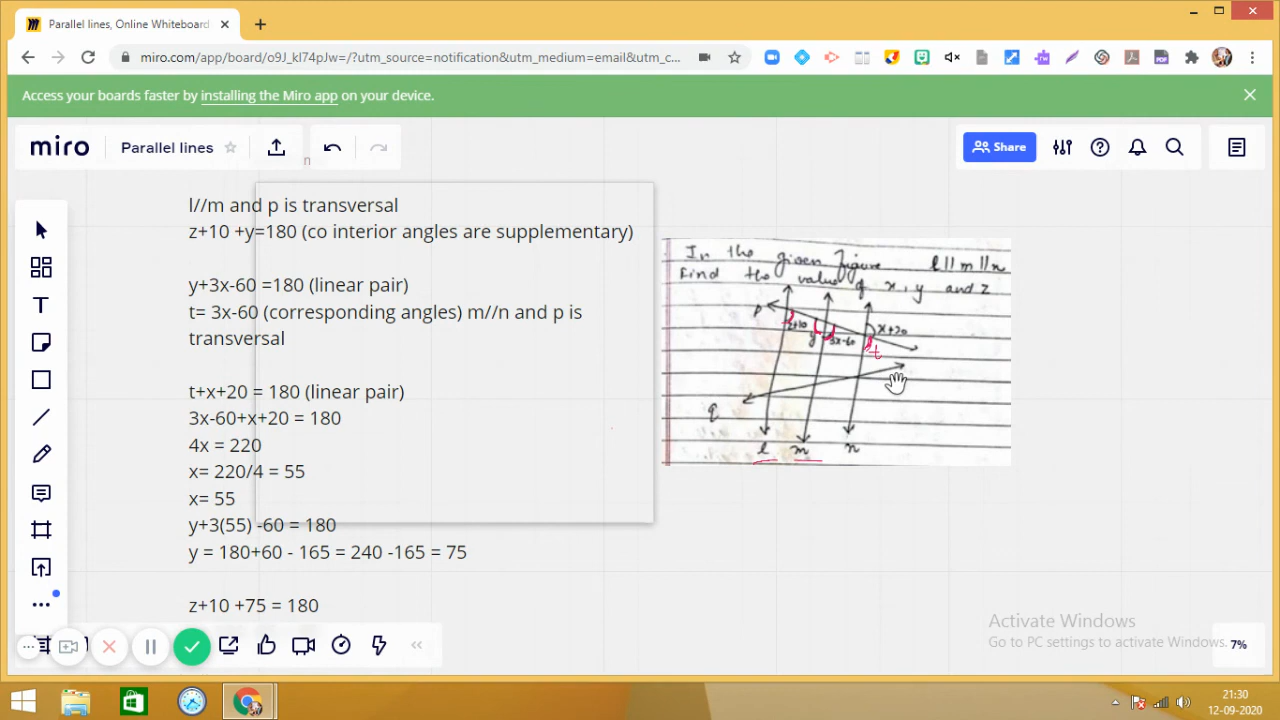 Parallel lines, Online Whiteboard
miro.com/app/board/o9J_kl74pJw=/?utm_source=notification&utm_medium=email&utm_c...
Access your boards faster by installing the Miro app on your device.
miro
Parallel lines
Share
n
l//m and p is transversal
z+10 +y=180 (co interior angles are supplementary)
y+3x-60 =180 (linear pair)
t= 3x-60 (corresponding angles) m//n and p is
transversal
t+x+20 = 180 (linear pair)
3x-60+x+20 = 180
4x = 220
x= 220/4 = 55
x= 55
y+3(55) -60 = 180
y = 180+60 - 165 = 240 -165 = 75
z+10 +75 = 180
In the given figure l || m || n
Find the value of x, y and z
p
z+10
y
3x-60
x+20
t
q
l m n
Activate Windows
Go to PC settings to activate Windows.
7%
21:30
12-09-2020